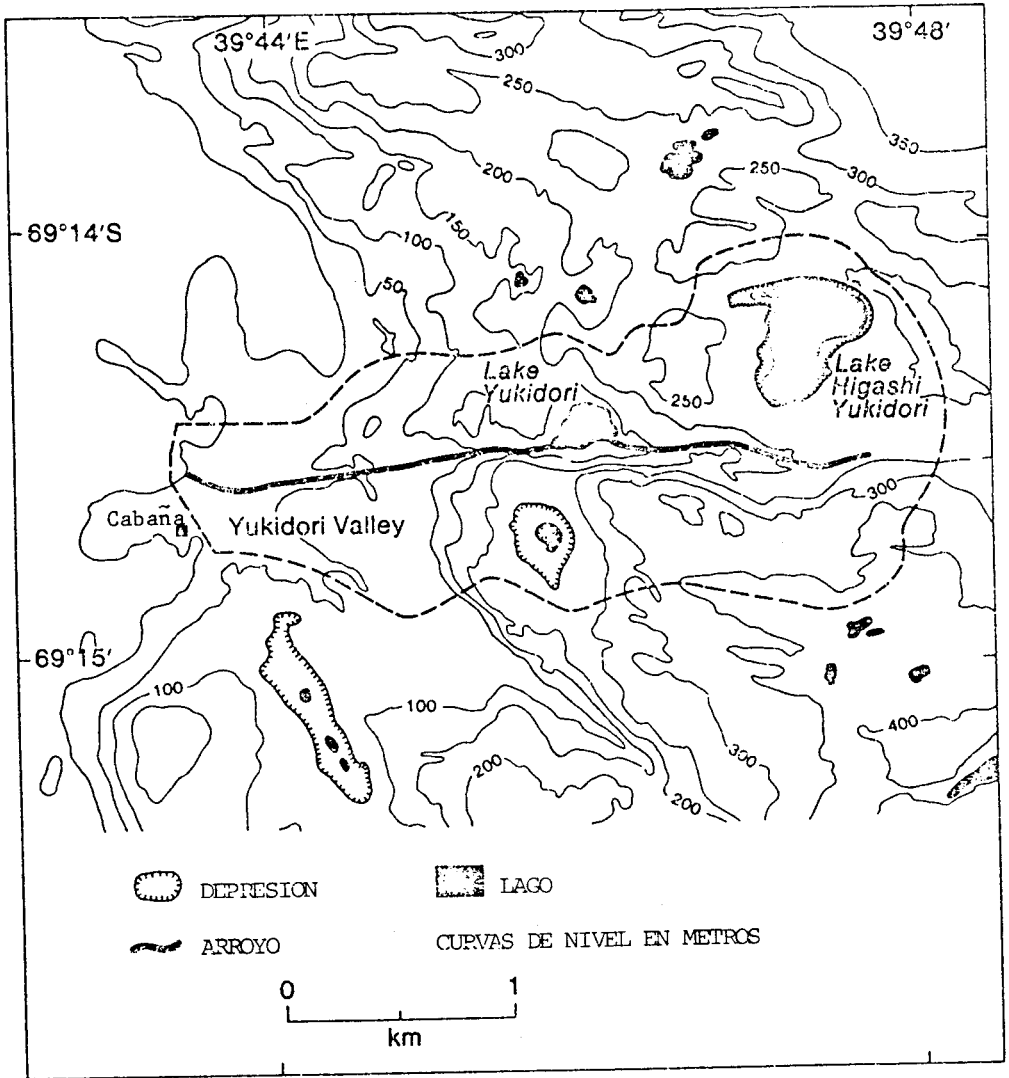 39°44'E
39°48'
300
250
350
200
250
300
69°14'S
150
100
50
Lake
Yukidori
Lake
Higashi
Yukidori
250
300
Cabaña
Yukidori Valley
69°15'
100
100
400
200
300
200
DEPRESION
LAGO
ARROYO
CURVAS DE NIVEL EN METROS
0
1
km